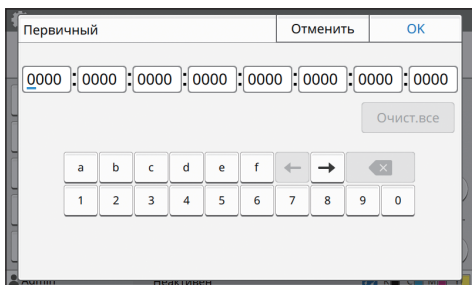 Первичный Отменить OK
0000:0000:0000:0000:0000:0000:0000:0000
Очист.все
a b c d e f
1 2 3 4 5 6 7 8 9 0
Admin Неактивен